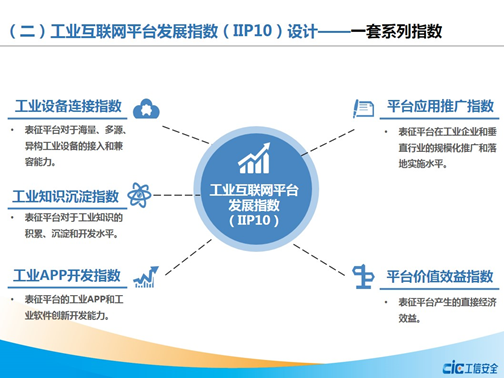 （二）工业互联网平台发展指数（IIP10）设计——一套系列指数
工业设备连接指数
• 表征平台对于海量、多源、
异构工业设备的接入和兼
容能力。
工业知识沉淀指数
• 表征平台对于工业知识的
积累、沉淀和开发水平。
工业APP开发指数
• 表征平台的工业APP和工
业软件创新开发能力。
工业互联网平台
发展指数
（IIP10）
平台应用推广指数
• 表征平台在工业企业和垂
直行业的规模化推广和落
地实施水平。
平台价值效益指数
• 表征平台产生的直接经济
效益。
CIC工信安全